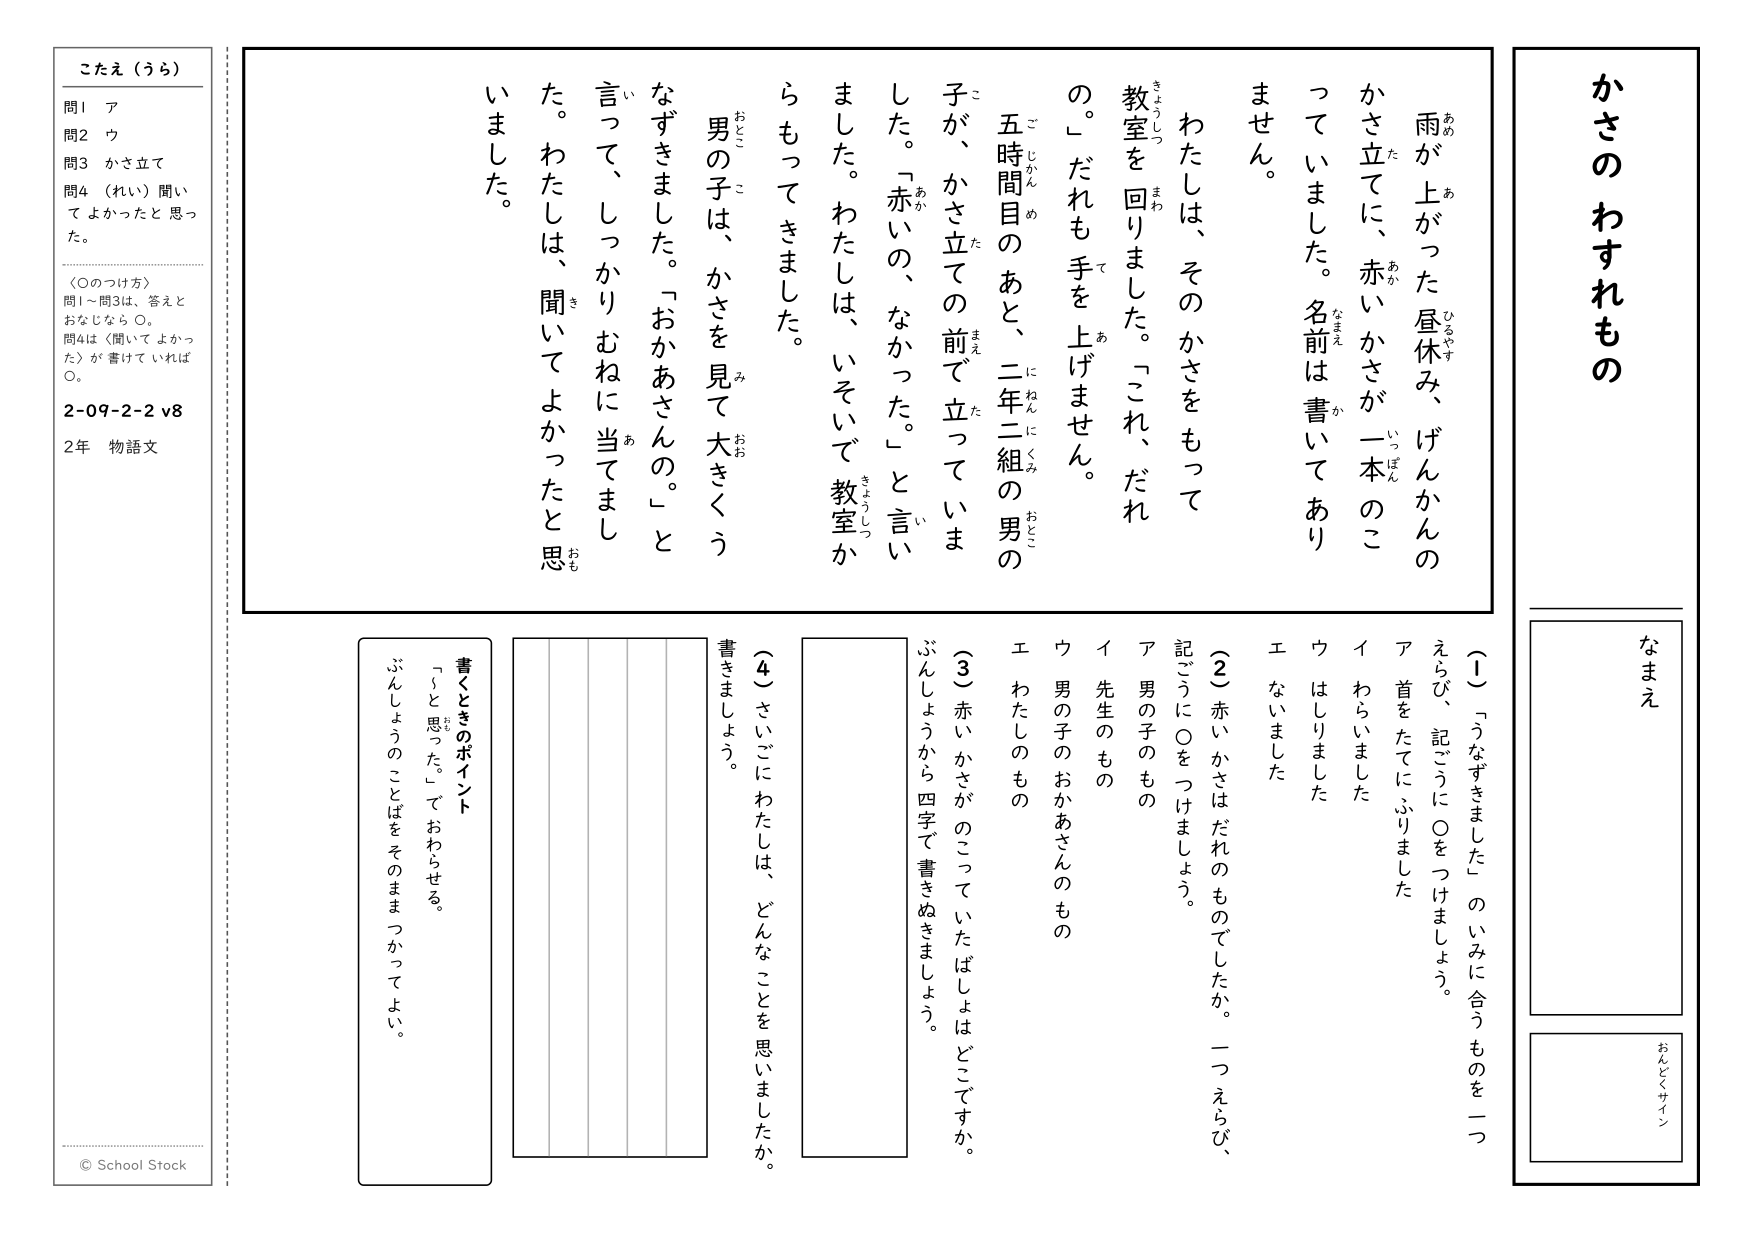 かさの わすれもの
なまえ
おんどくサイン
雨が 上がった 昼休み、げんかんの
かさ立てに、赤い かさが 一本 のこ
って いました。名前は 書いて あり
ません。
わたしは、その かさを もって
教室を 回りました。「これ、だれ
の。」だれも 手を 上げません。
五時間目の あと、二年二組の 男の
子が、かさ立ての 前で 立って いま
した。「赤いの、なかった。」と 言い
ました。わたしは、いそいで 教室か
ら もって きました。
男の子は、かさを 見て 大きく う
なずきました。「おかあさんの。」と
言って、しっかり むねに 当てまし
た。わたしは、聞いて よかったと 思
いました。
(1)「うなずきました」の いみに 合う ものを 一つ
えらび、記ごうに 〇を つけましょう。
ア 首を たてに ふりました
イ わらいました
ウ はしりました
エ ないました
(2) 赤い かさは だれの ものでしたか。一つ えらび、
記ごうに 〇を つけましょう。
ア 男の子の もの
イ 先生の もの
ウ 男の子の おかあさんの もの
エ わたしの もの
(3) 赤い かさが のこって いた ばしょは どこですか。
ぶんしょうから 四字で 書きぬきましょう。
(4) さいごに わたしは、どんな ことを 思いましたか。
書きましょう。
書くときのポイント
「〜と 思った。」で おわらせる。
ぶんしょうの ことばを そのまま つかって よい。
こたえ（うら）
問1 ア
問2 ウ
問3 かさ立て
問4 （れい）聞い
て よかったと 思っ
た。
〈〇のつけ方〉
問1〜問3は、答えと
おなじなら 〇。
問4は〈聞いて よかっ
た〉が 書けて いれば
〇。
2-09-2-2 v8
2年 物語文
© School Stock